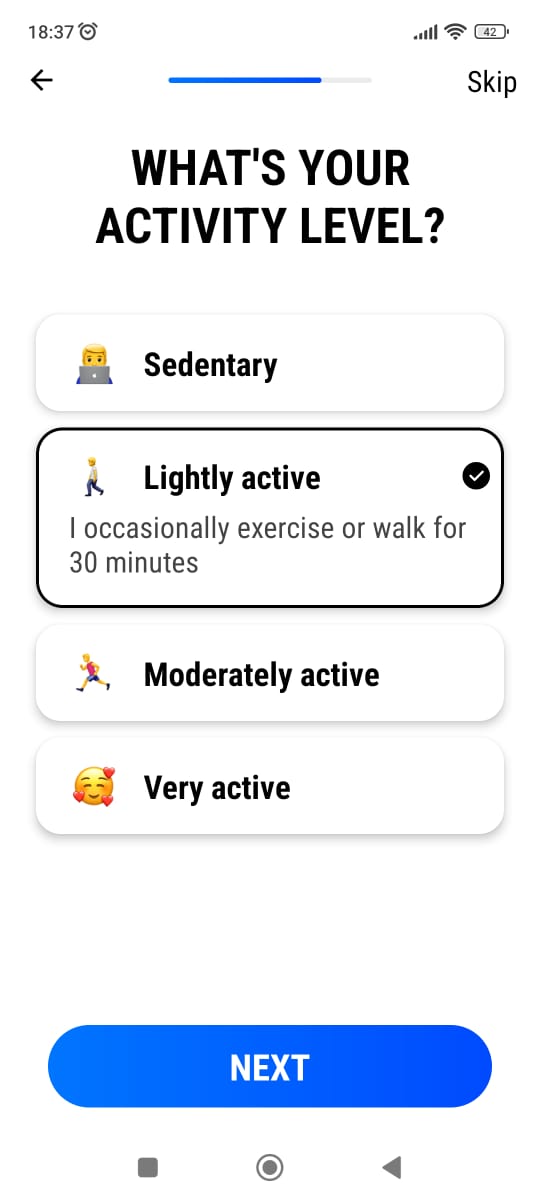 18:37
42
Skip
WHAT'S YOUR
ACTIVITY LEVEL?
Sedentary
Lightly active
I occasionally exercise or walk for
30 minutes
Moderately active
Very active
NEXT